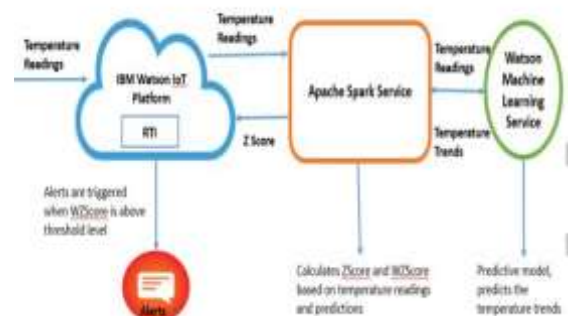 Temperature
Readings
IBM Watson IoT
Platform
RTI
Temperature
Readings
Z Score
Apache Spark Service
Temperature
Readings
Temperature
Trends
Watson
Machine
Learning
Service
Alerts are triggered
when WZScore is above
threshold level
Alerts
Calculates ZScore and WZScore
based on temperature readings
and predictions
Predictive model,
predicts the
temperature trends